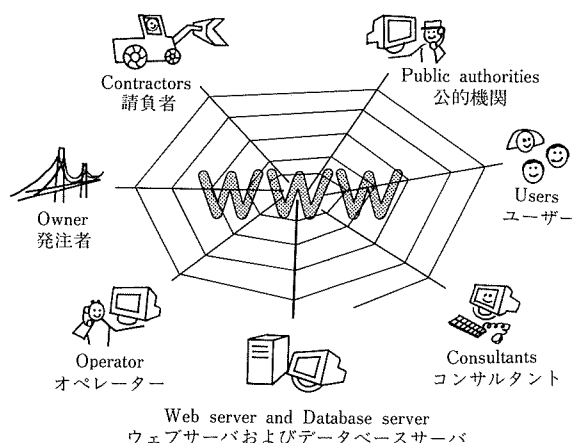 Contractors
請負者
Public authorities
公的機関
WWW
Users
ユーザー
Owner
発注者
Operator
オペレーター
Consultants
コンサルタント
Web server and Database server
ウェブサーバおよびデータベースサーバ